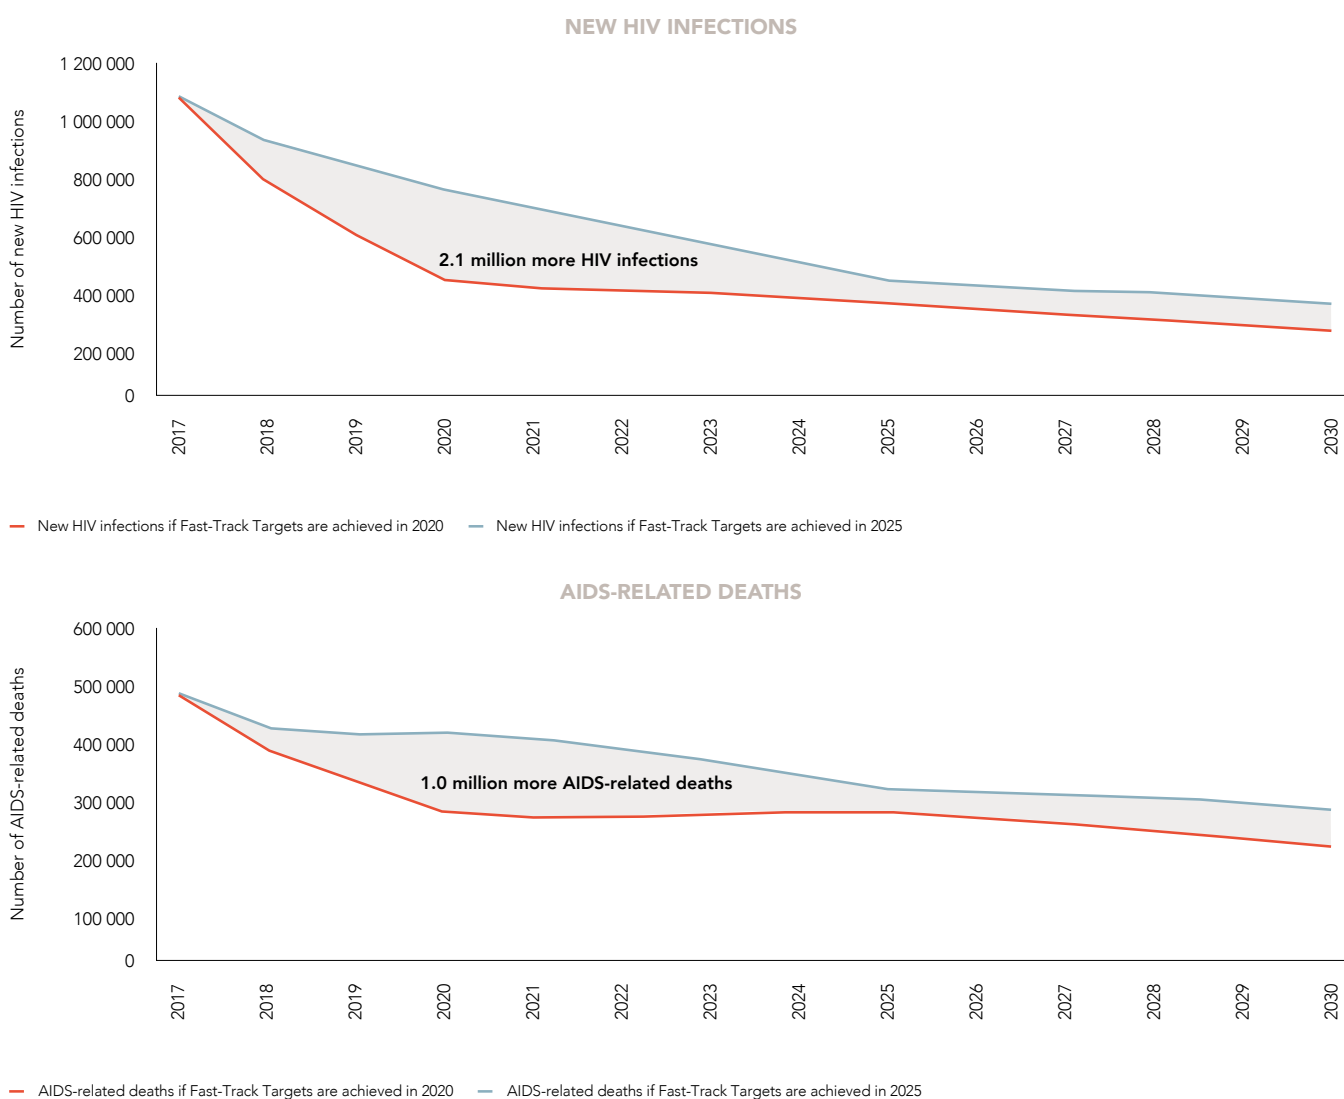 NEW HIV INFECTIONS
Number of new HIV infections
1 200 000
1 000 000
800 000
600 000
400 000
200 000
0
2.1 million more HIV infections
2017 2018 2019 2020 2021 2022 2023 2024 2025 2026 2027 2028 2029 2030
New HIV infections if Fast-Track Targets are achieved in 2020 New HIV infections if Fast-Track Targets are achieved in 2025
AIDS-RELATED DEATHS
Number of AIDS-related deaths
600 000
500 000
400 000
300 000
200 000
100 000
0
1.0 million more AIDS-related deaths
2017 2018 2019 2020 2021 2022 2023 2024 2025 2026 2027 2028 2029 2030
AIDS-related deaths if Fast-Track Targets are achieved in 2020 AIDS-related deaths if Fast-Track Targets are achieved in 2025